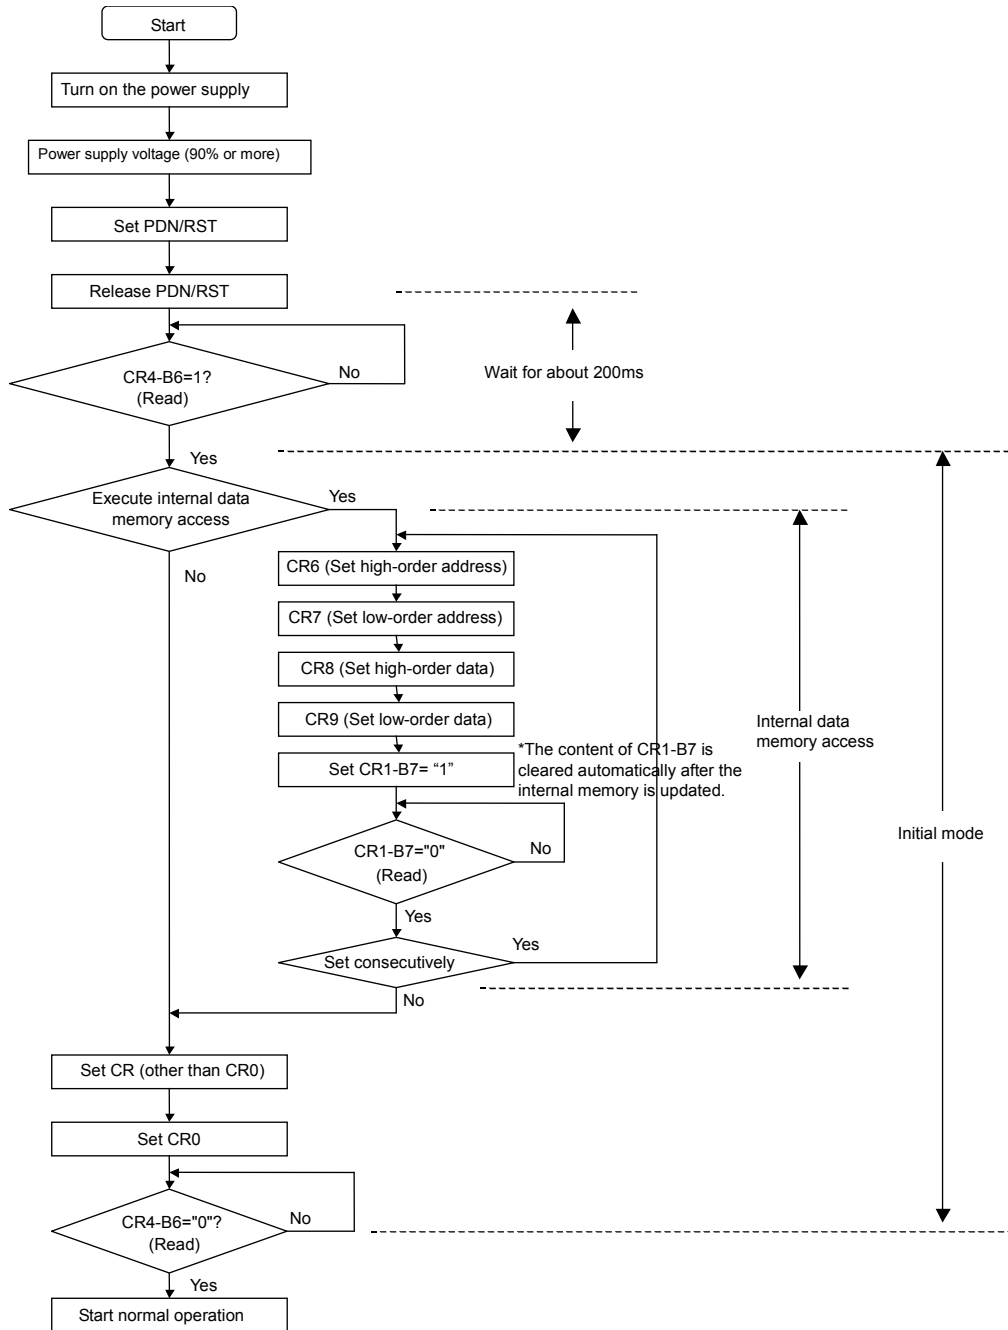 Start
Turn on the power supply
Power supply voltage (90% or more)
Set PDN/RST
Release PDN/RST
CR4-B6=1?
(Read)
No
Wait for about 200ms
Yes
Execute internal data
memory access
Yes
No
CR6 (Set high-order address)
CR7 (Set low-order address)
CR8 (Set high-order data)
CR9 (Set low-order data)
Set CR1-B7= “1”
*The content of CR1-B7 is
cleared automatically after the
internal memory is updated.
Internal data
memory access
Initial mode
CR1-B7="0"
(Read)
No
Yes
Set consecutively
Yes
No
Set CR (other than CR0)
Set CR0
CR4-B6="0"?
(Read)
No
Yes
Start normal operation